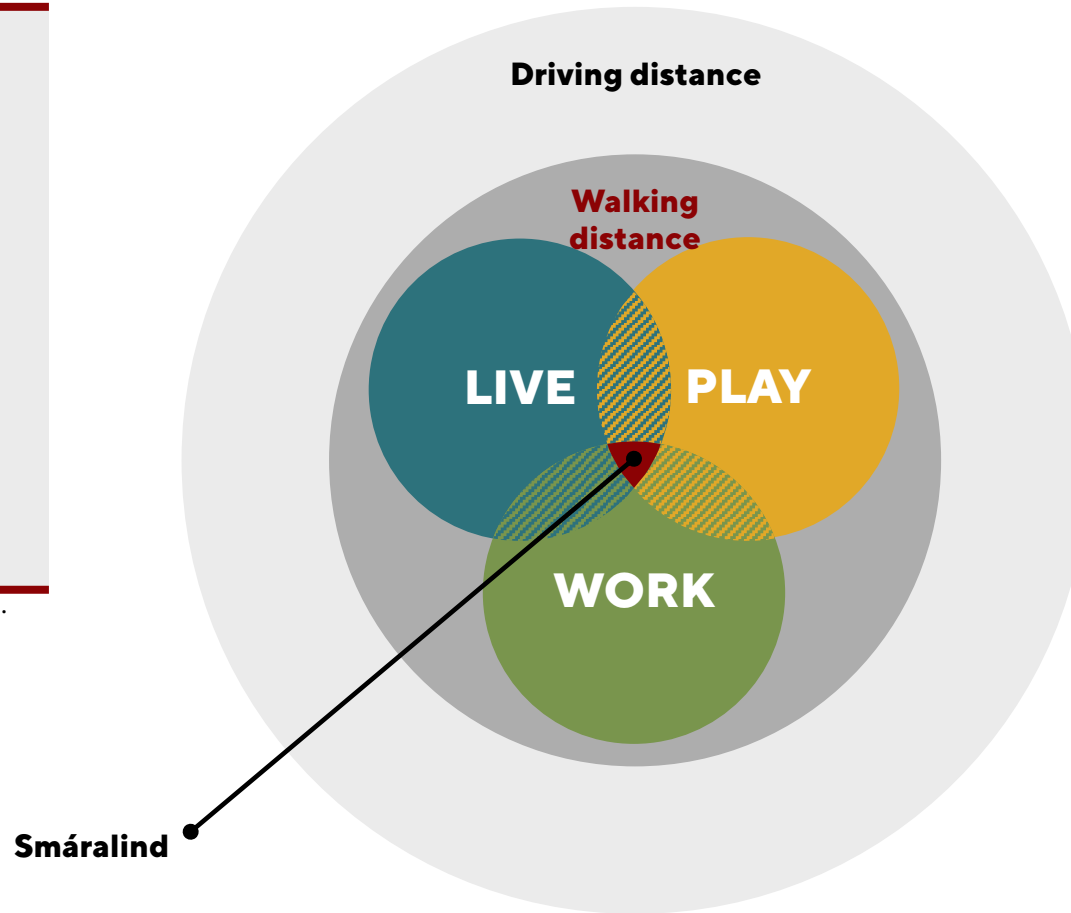 Driving distance
Walking
distance
LIVE
PLAY
WORK
.
Smáralind